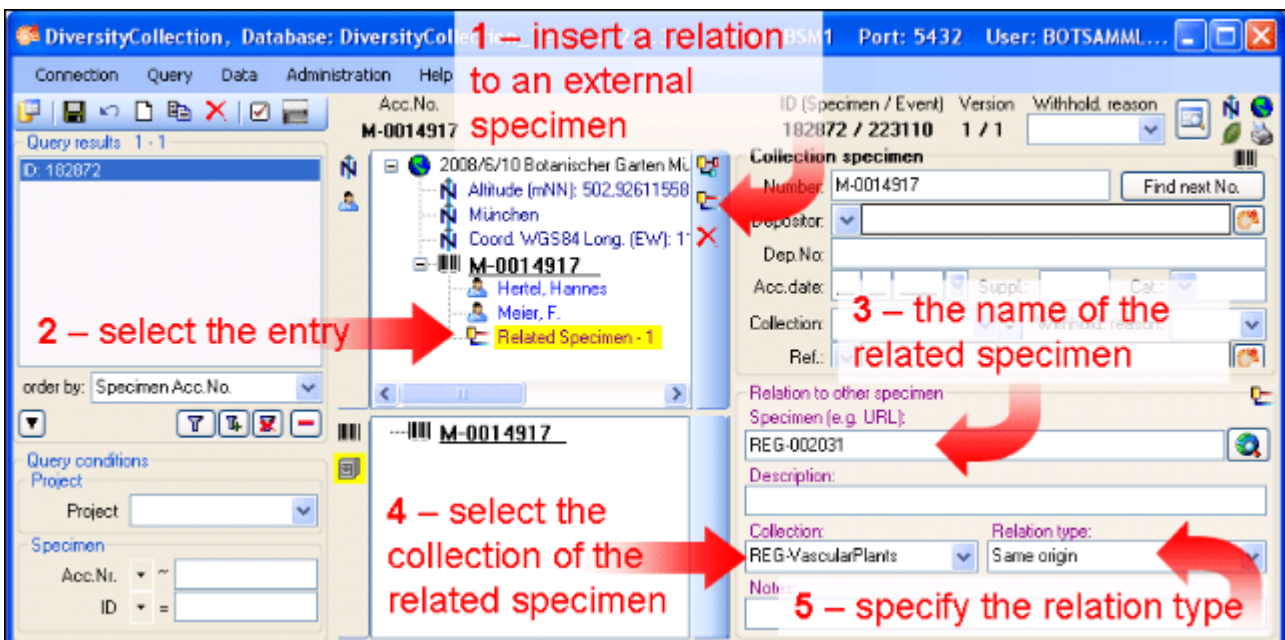 DiversityCollection, Database: DiversityCol
BSM1 Port: 5432 User: BOTSAMML...
1 – insert a relation
to an external
specimen
Connection Query Data Administration Help
Acc.No.
M-0014917
ID (Specimen / Event) Version Withhold. reason
182872 / 223110 1 / 1
Query results 1 - 1
ID: 182872
2008/6/10 Botanischer Garten Mü
Altitude (mNN): 502,92611558
München
Coord. WGS84 Long. (EW): 1
M-0014917
Hertel, Hannes
Meier, F.
Related Specimen - 1
2 – select the entry
Collection specimen
Number: M-0014917 Find next No.
Depositor:
Dep.No:
Acc.date: Suppl.: Cat.:
Collection: Withhold. reason:
Ref.:
3 – the name of the
related specimen
order by: Specimen Acc.No.
Query conditions
Project
Project
Specimen
Acc.Nr. ~
ID =
M-0014917
4 – select the
collection of the
related specimen
Relation to other specimen
Specimen (e.g. URL):
REG-002031
Description:
Collection: Relation type:
REG-VascularPlants Same origin
Notes:
5 – specify the relation type